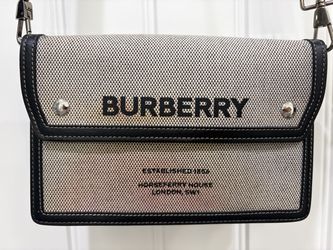 BURBERRY
ESTABLISHED 1856
HORSEFERRY HOUSE
LONDON, SW1